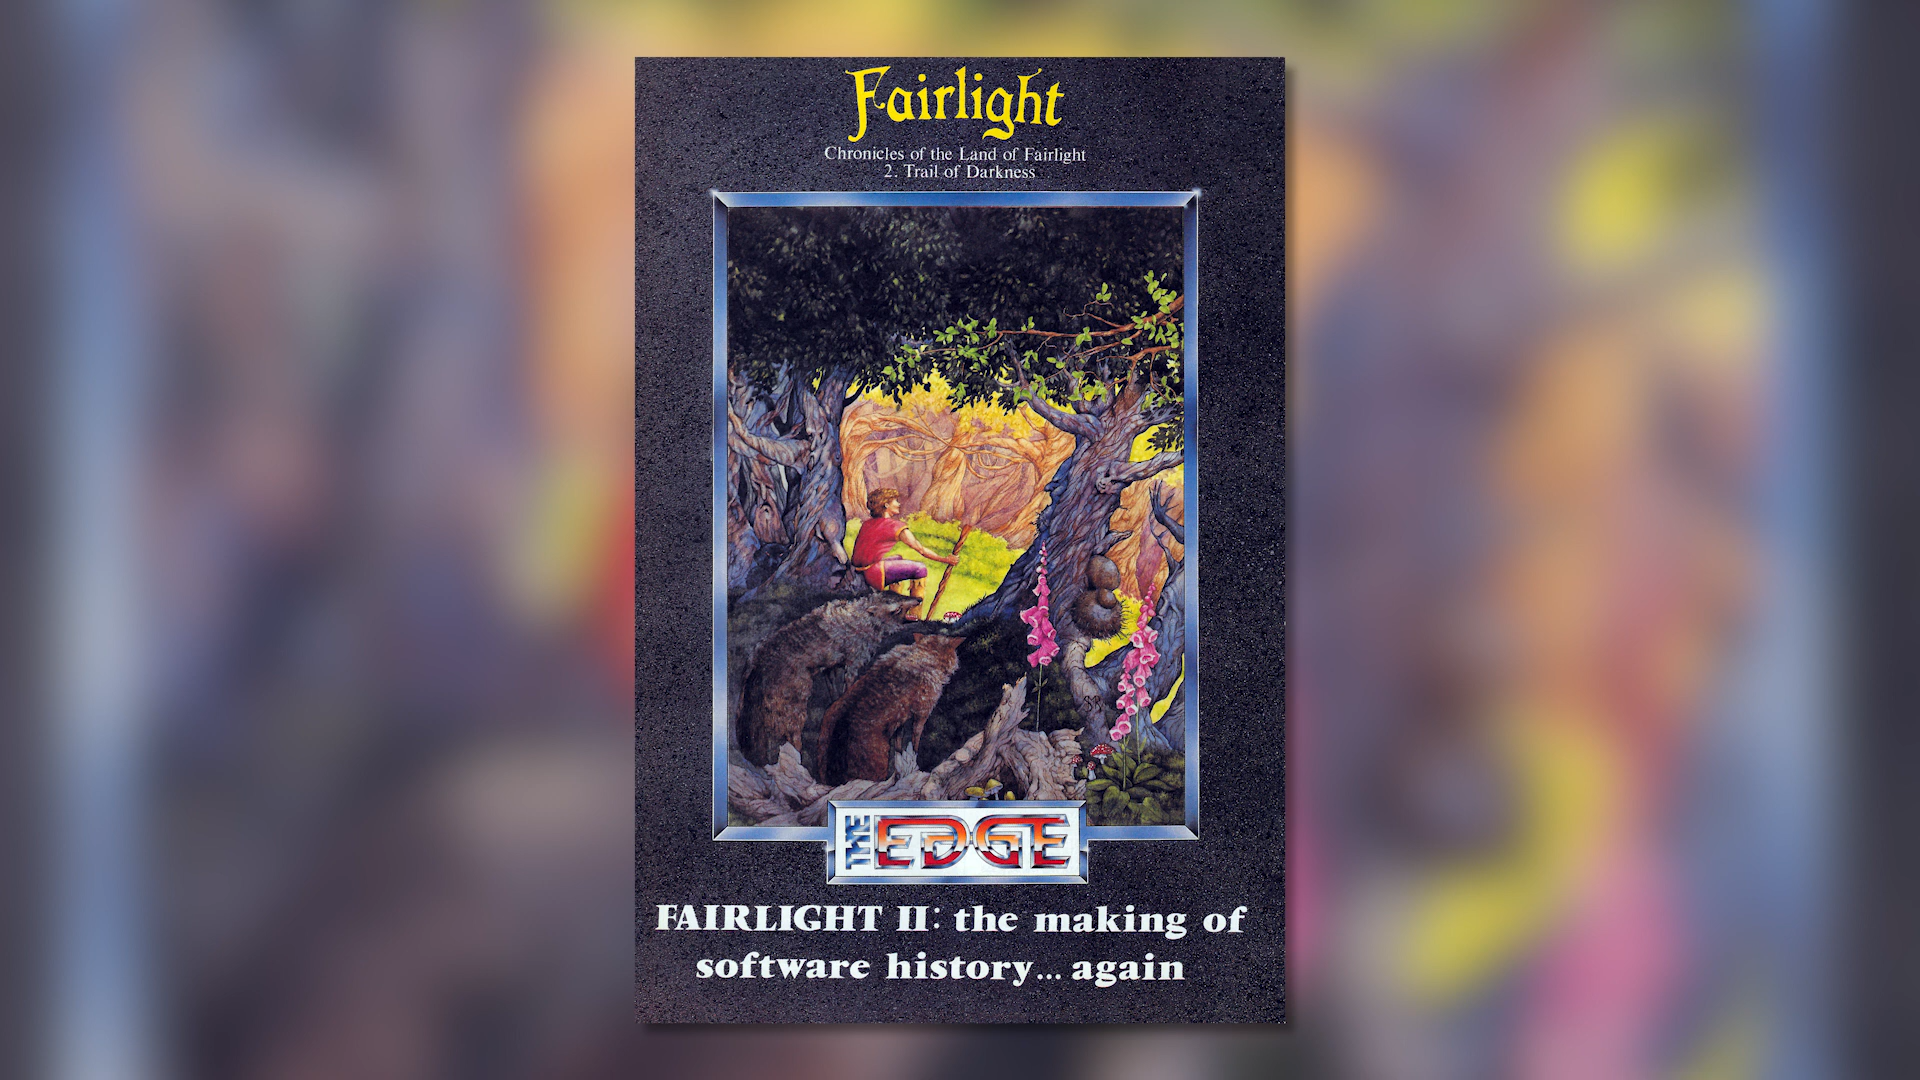 Fairlight
Chronicles of the Land of Fairlight
2. Trail of Darkness
THE EDGE
FAIRLIGHT II: the making of
software history... again